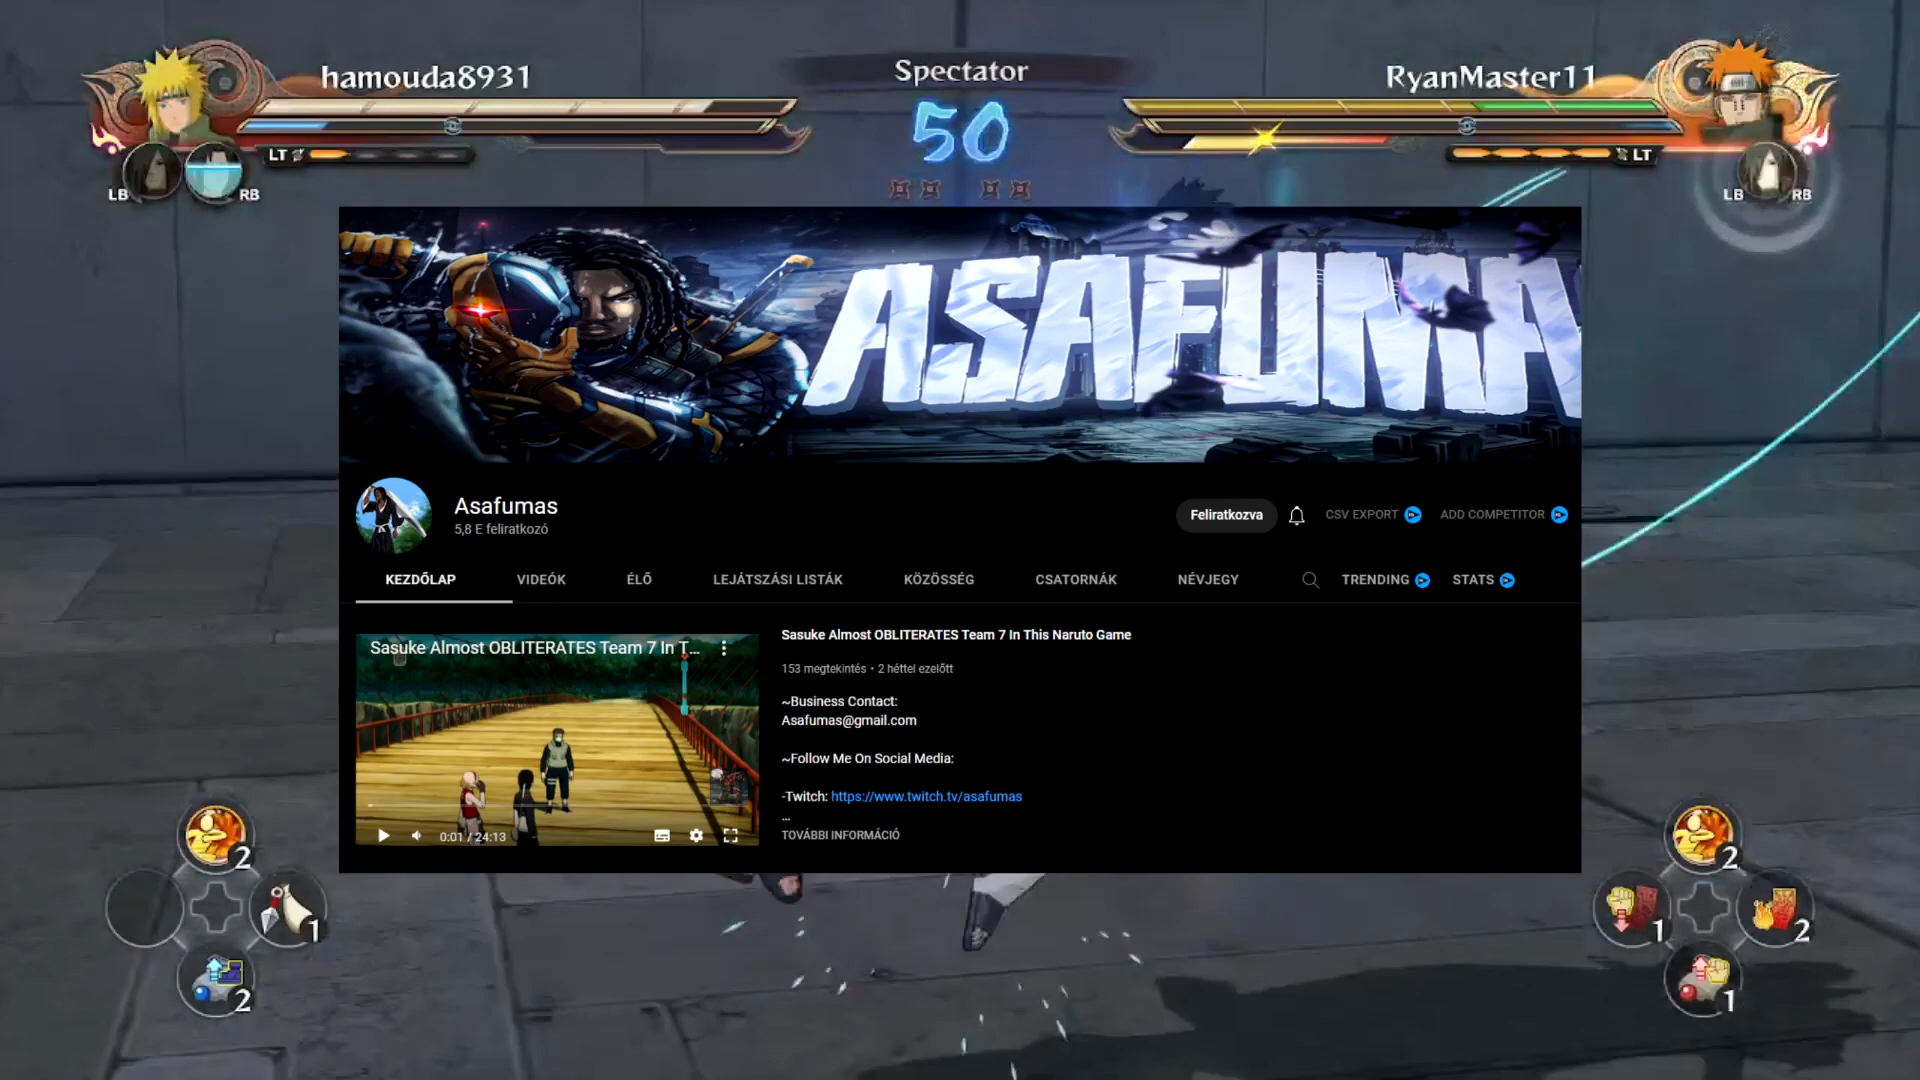 hamouda8931
Spectator
RyanMaster11
50
LT
LT
LB
RB
LB
RB
ASAFUMA
Asafumas
5,8 E feliratkozó
Feliratkozva
CSV EXPORT
ADD COMPETITOR
KEZDŐLAP
VIDEÓK
ÉLŐ
LEJÁTSZÁSI LISTÁK
KÖZÖSSÉG
CSATORNÁK
NÉVJEGY
TRENDING
STATS
Sasuke Almost OBLITERATES Team 7 In T...
0:01 / 24:13
Sasuke Almost OBLITERATES Team 7 In This Naruto Game
153 megtekintés • 2 héttel ezelőtt
~Business Contact:
Asafumas@gmail.com
~Follow Me On Social Media:
-Twitch: https://www.twitch.tv/asafumas
...
TOVÁBBI INFORMÁCIÓ
2
1
2
2
1
2
1